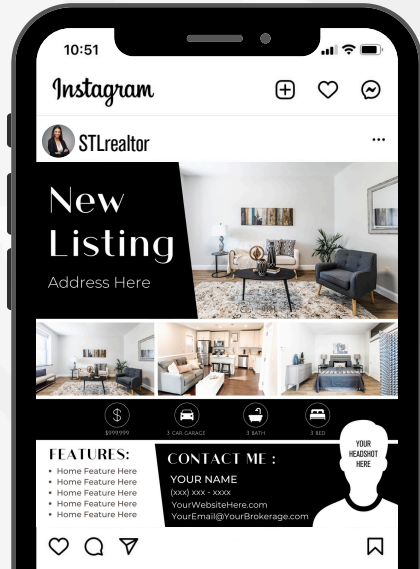 10:51
Instagram
STLrealtor
New
Listing
Address Here
$999999
3 CAR GARAGE
3 BATH
3 BED
FEATURES:
• Home Feature Here
• Home Feature Here
• Home Feature Here
• Home Feature Here
• Home Feature Here
CONTACT ME :
YOUR NAME
(xxx) xxx - xxxx
YourWebsiteHere.com
YourEmail@YourBrokerage.com
YOUR
HEADSHOT
HERE